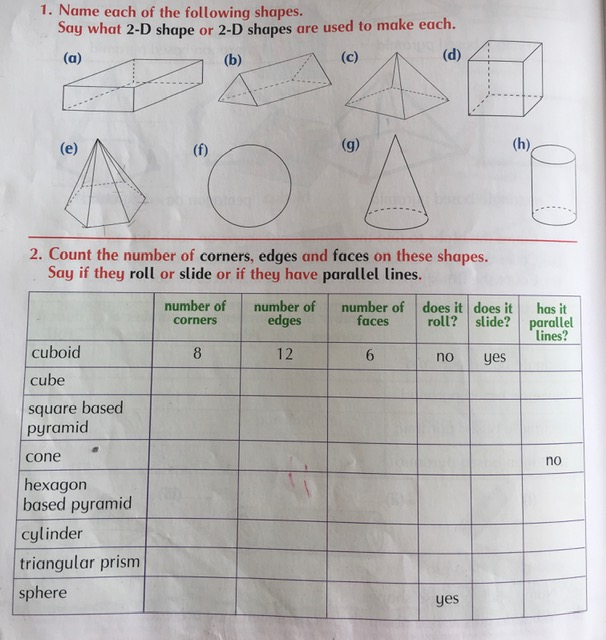 1. Name each of the following shapes.
Say what 2-D shape or 2-D shapes are used to make each.
(a) (b) (c) (d)
(e) (f) (g) (h)
2. Count the number of corners, edges and faces on these shapes.
Say if they roll or slide or if they have parallel lines.
number of corners number of edges number of faces does it roll? does it slide? has it parallel lines?
cuboid 8 12 6 no yes
cube
square based
pyramid
cone no
hexagon
based pyramid
cylinder
triangular prism
sphere yes